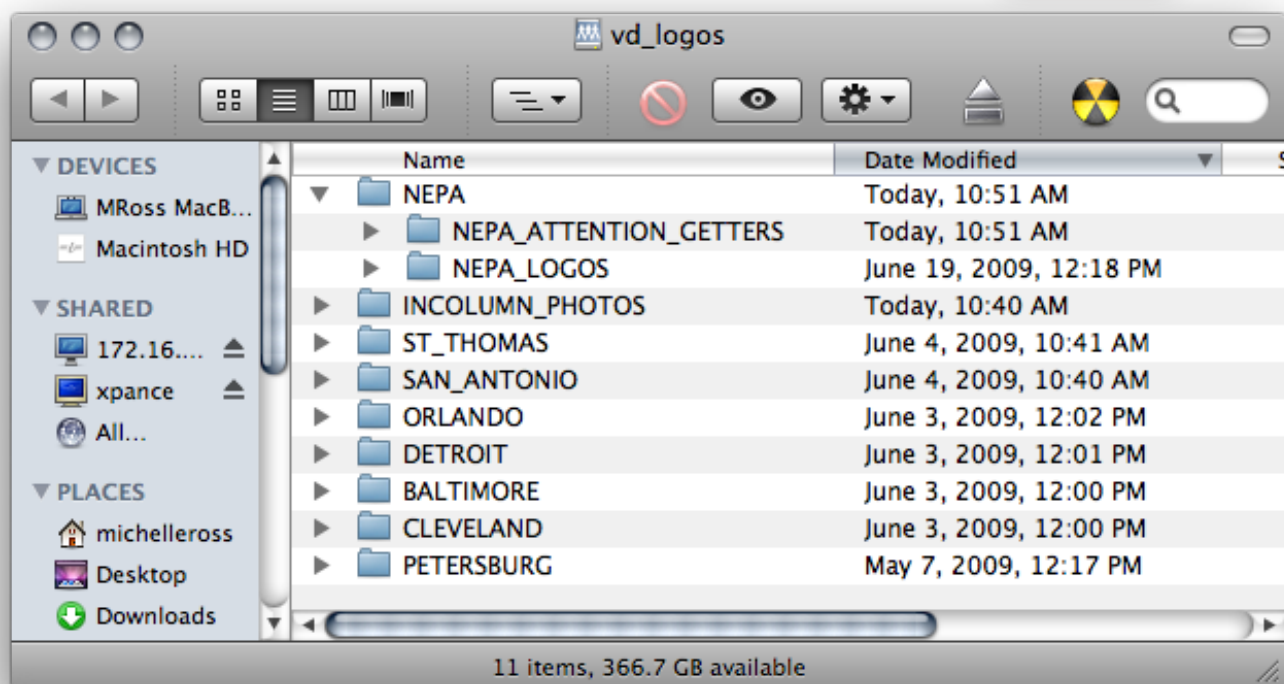 vd_logos
DEVICES
MRoss MacB...
Macintosh HD
SHARED
172.16....
xpance
All...
PLACES
michelleross
Desktop
Downloads
Name Date Modified S
NEPA Today, 10:51 AM
NEPA_ATTENTION_GETTERS Today, 10:51 AM
NEPA_LOGOS June 19, 2009, 12:18 PM
INCOLUMN_PHOTOS Today, 10:40 AM
ST_THOMAS June 4, 2009, 10:41 AM
SAN_ANTONIO June 4, 2009, 10:40 AM
ORLANDO June 3, 2009, 12:02 PM
DETROIT June 3, 2009, 12:01 PM
BALTIMORE June 3, 2009, 12:00 PM
CLEVELAND June 3, 2009, 12:00 PM
PETERSBURG May 7, 2009, 12:17 PM
11 items, 366.7 GB available